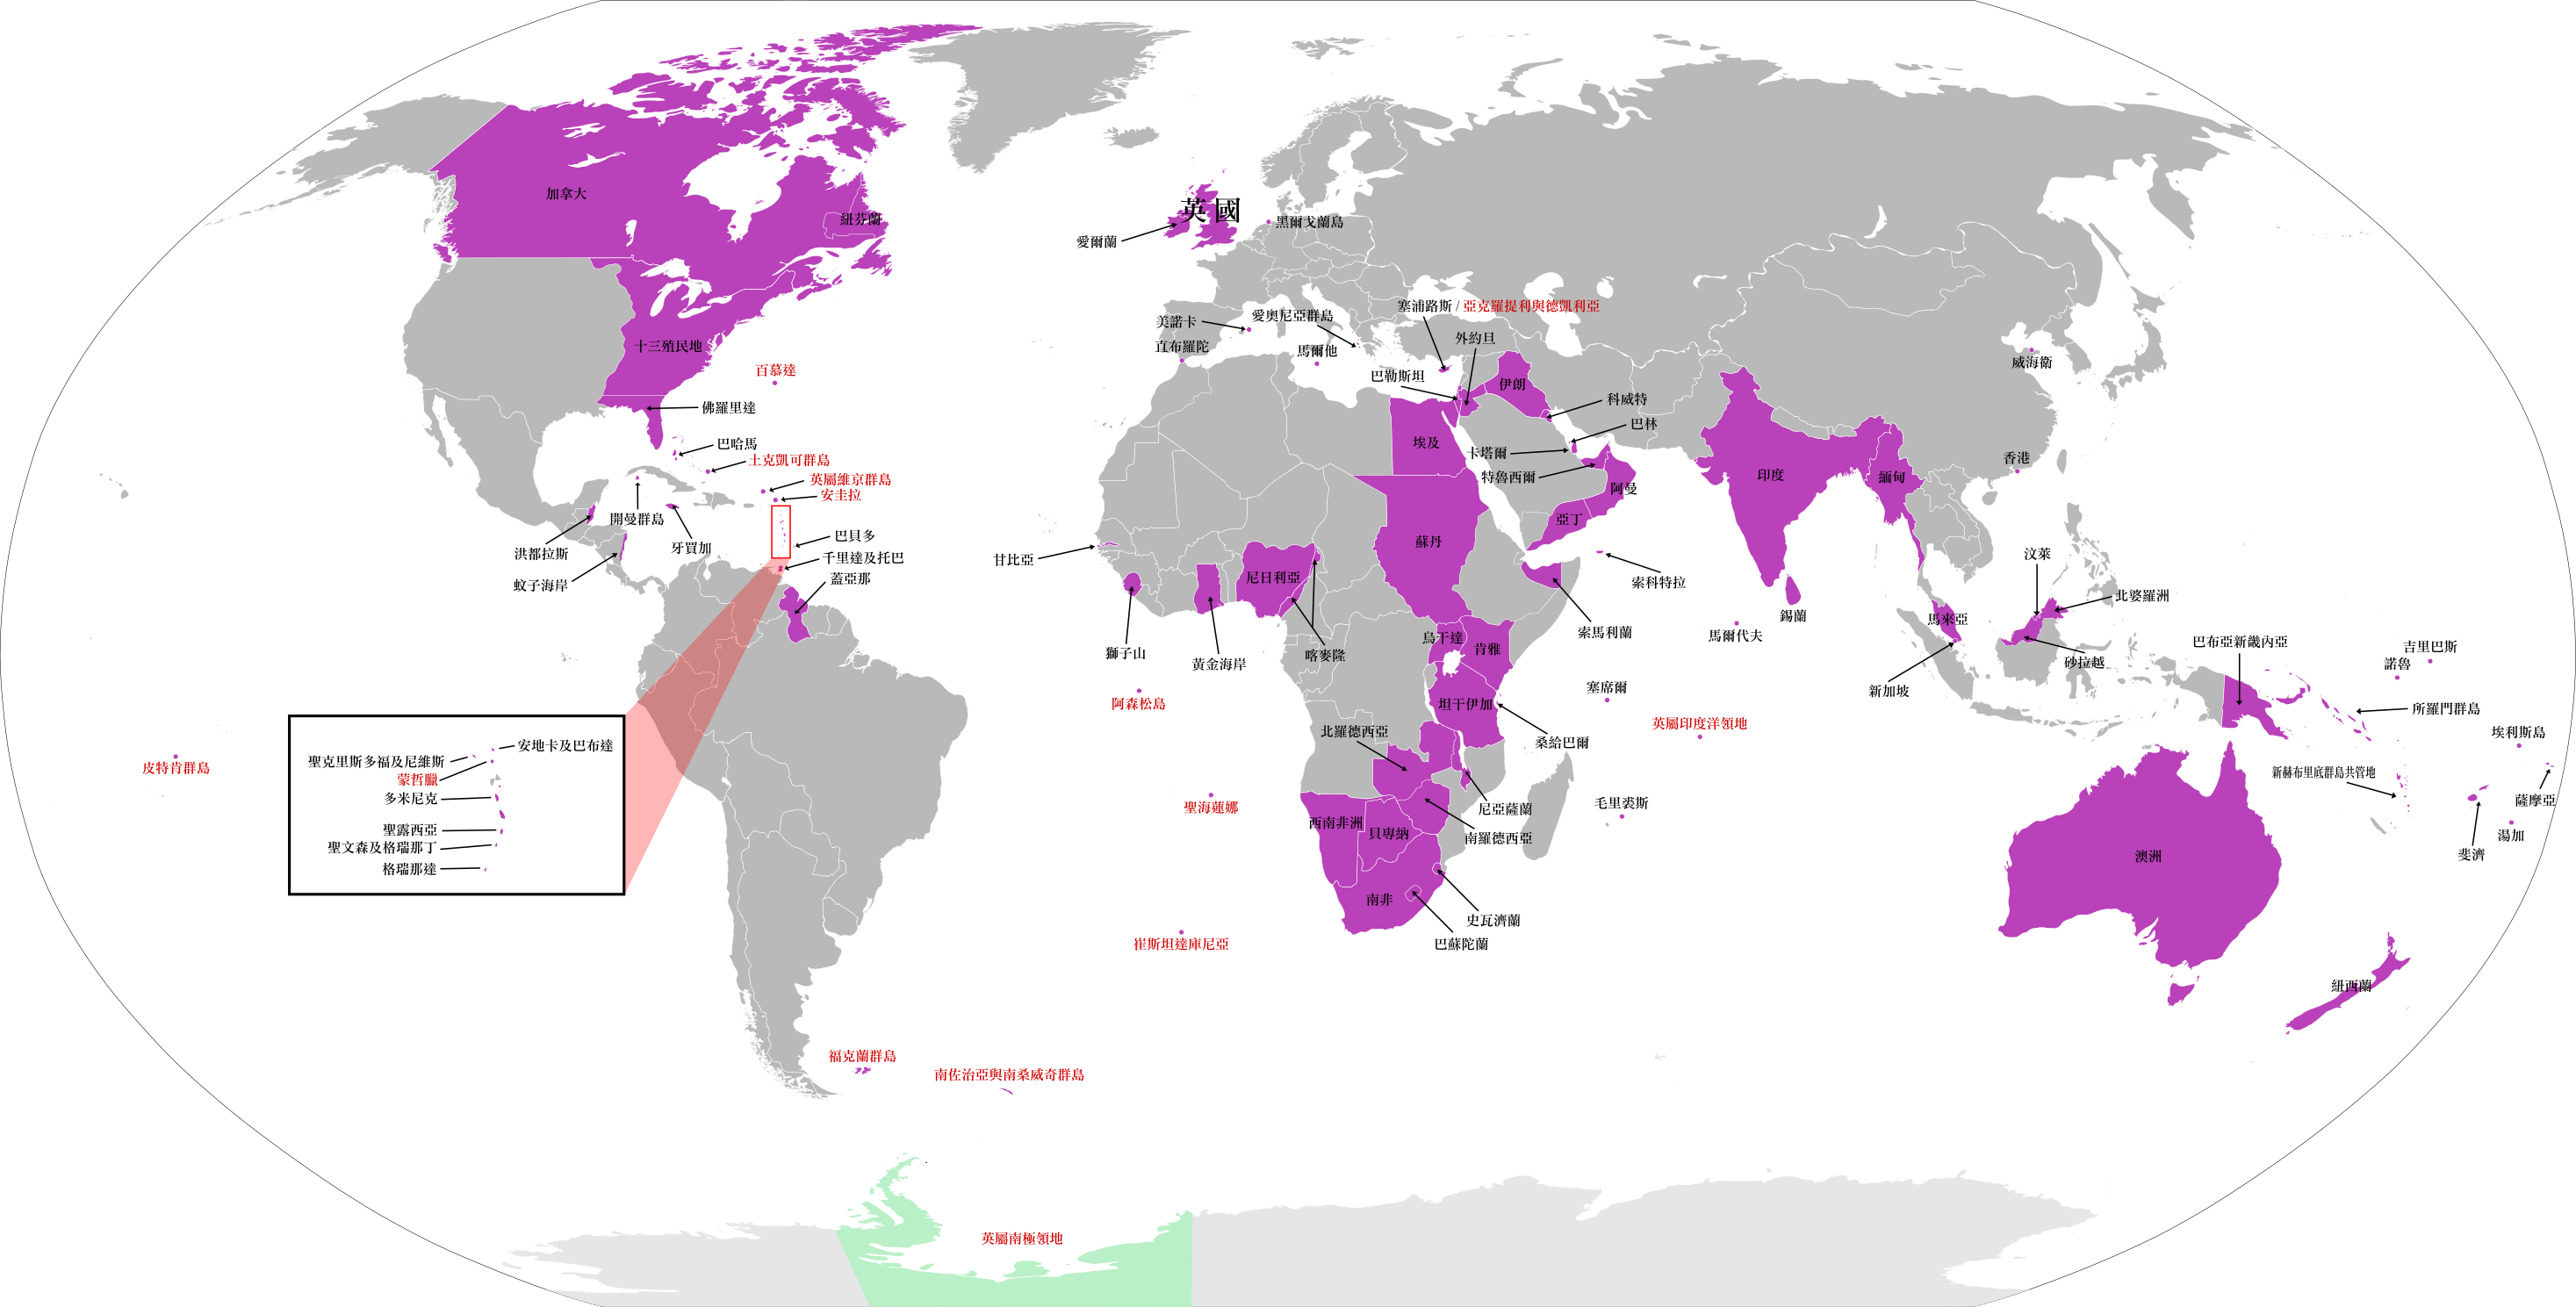 加拿大
紐芬蘭
英國
愛爾蘭
黑爾戈蘭島
十三殖民地
百慕達
佛羅里達
巴哈馬
土克凱可群島
英屬維京群島
安圭拉
開曼群島
牙買加
洪都拉斯
蚊子海岸
巴貝多
千里達及托巴
蓋亞那
美諾卡
直布羅陀
愛奧尼亞群島
馬爾他
塞浦路斯 / 亞克羅提利與德凱利亞
外約旦
巴勒斯坦
伊朗
科威特
巴林
卡塔爾
特魯西爾
埃及
阿曼
亞丁
蘇丹
索科特拉
索馬利蘭
甘比亞
獅子山
黃金海岸
尼日利亞
喀麥隆
烏干達
肯雅
坦干伊加
桑給巴爾
塞席爾
北羅德西亞
尼亞薩蘭
南羅德西亞
西南非洲
貝專納
南非
史瓦濟蘭
巴蘇陀蘭
毛里裘斯
英屬印度洋領地
馬爾代夫
印度
錫蘭
緬甸
威海衛
香港
汶萊
北婆羅洲
馬來亞
砂拉越
新加坡
巴布亞新畿內亞
吉里巴斯
諾魯
所羅門群島
埃利斯島
新赫布里底群島共管地
薩摩亞
湯加
斐濟
澳洲
紐西蘭
皮特肯群島
安地卡及巴布達
聖克里斯多福及尼維斯
蒙哲臘
多米尼克
聖露西亞
聖文森及格瑞那丁
格瑞那達
阿森松島
聖海蓮娜
崔斯坦達庫尼亞
福克蘭群島
南佐治亞與南桑威奇群島
英屬南極領地